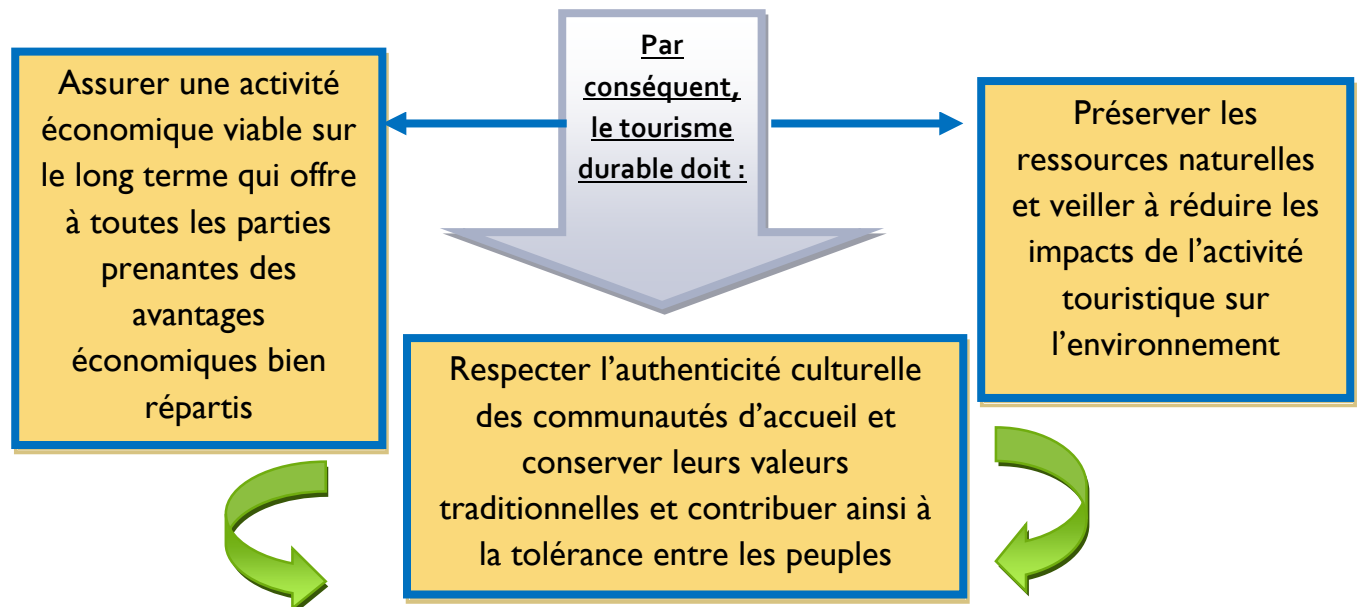 Par
conséquent,
le tourisme
durable doit :
Assurer une activité
économique viable sur
le long terme qui offre
à toutes les parties
prenantes des
avantages
économiques bien
répartis
Préserver les
ressources naturelles
et veiller à réduire les
impacts de l’activité
touristique sur
l’environnement
Respecter l’authenticité culturelle
des communautés d’accueil et
conserver leurs valeurs
traditionnelles et contribuer ainsi à
la tolérance entre les peuples